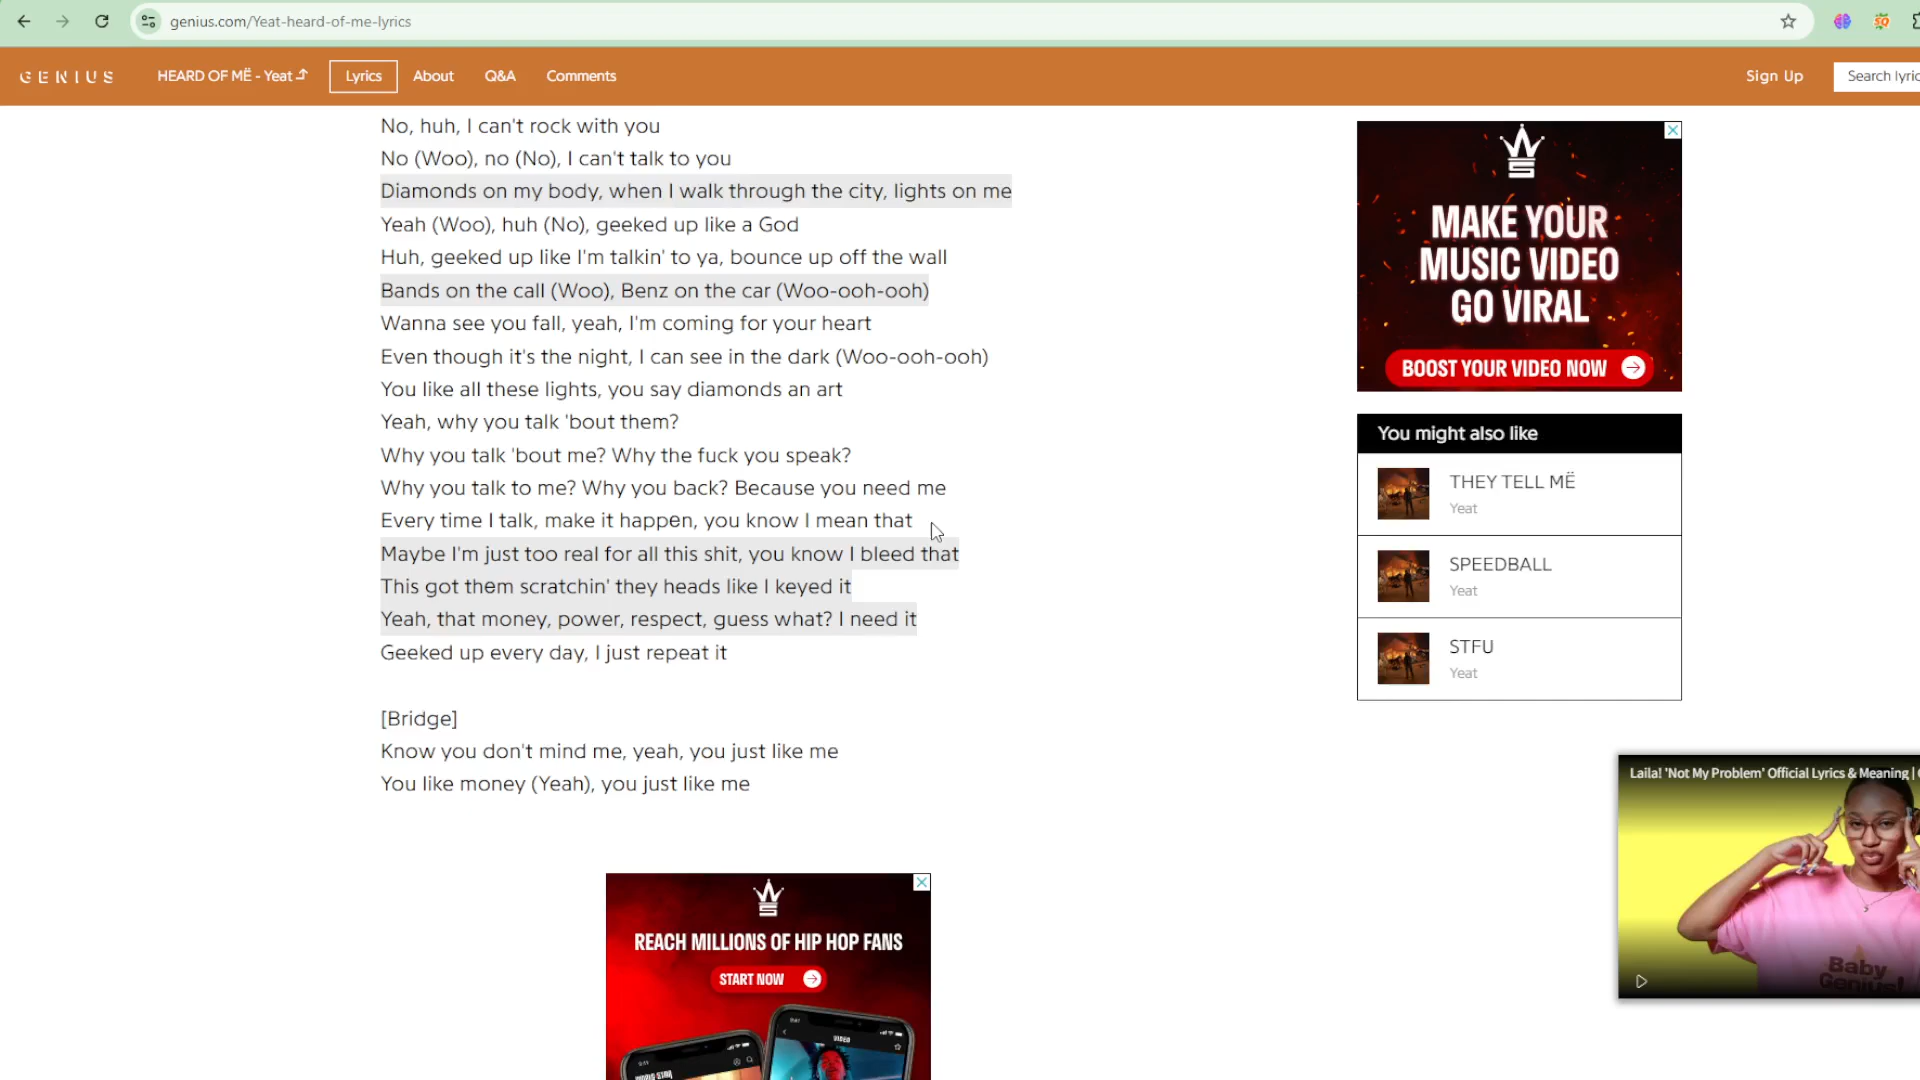 genius.com/Yeat-heard-of-me-lyrics
GENIUS
HEARD OF MË - Yeat
Lyrics
About
Q&A
Comments
Sign Up
Search lyric
No, huh, I can't rock with you
No (Woo), no (No), I can't talk to you
Diamonds on my body, when I walk through the city, lights on me
Yeah (Woo), huh (No), geeked up like a God
Huh, geeked up like I'm talkin' to ya, bounce up off the wall
Bands on the call (Woo), Benz on the car (Woo-ooh-ooh)
Wanna see you fall, yeah, I'm coming for your heart
Even though it's the night, I can see in the dark (Woo-ooh-ooh)
You like all these lights, you say diamonds an art
Yeah, why you talk 'bout them?
Why you talk 'bout me? Why the fuck you speak?
Why you talk to me? Why you back? Because you need me
Every time I talk, make it happen, you know I mean that
Maybe I'm just too real for all this shit, you know I bleed that
This got them scratchin' they heads like I keyed it
Yeah, that money, power, respect, guess what? I need it
Geeked up every day, I just repeat it
[Bridge]
Know you don't mind me, yeah, you just like me
You like money (Yeah), you just like me
REACH MILLIONS OF HIP HOP FANS
START NOW
VIDEO
MAKE YOUR
MUSIC VIDEO
GO VIRAL
BOOST YOUR VIDEO NOW
You might also like
THEY TELL MË
Yeat
SPEEDBALL
Yeat
STFU
Yeat
Laila! 'Not My Problem' Official Lyrics & Meaning |
Baby
Genius!